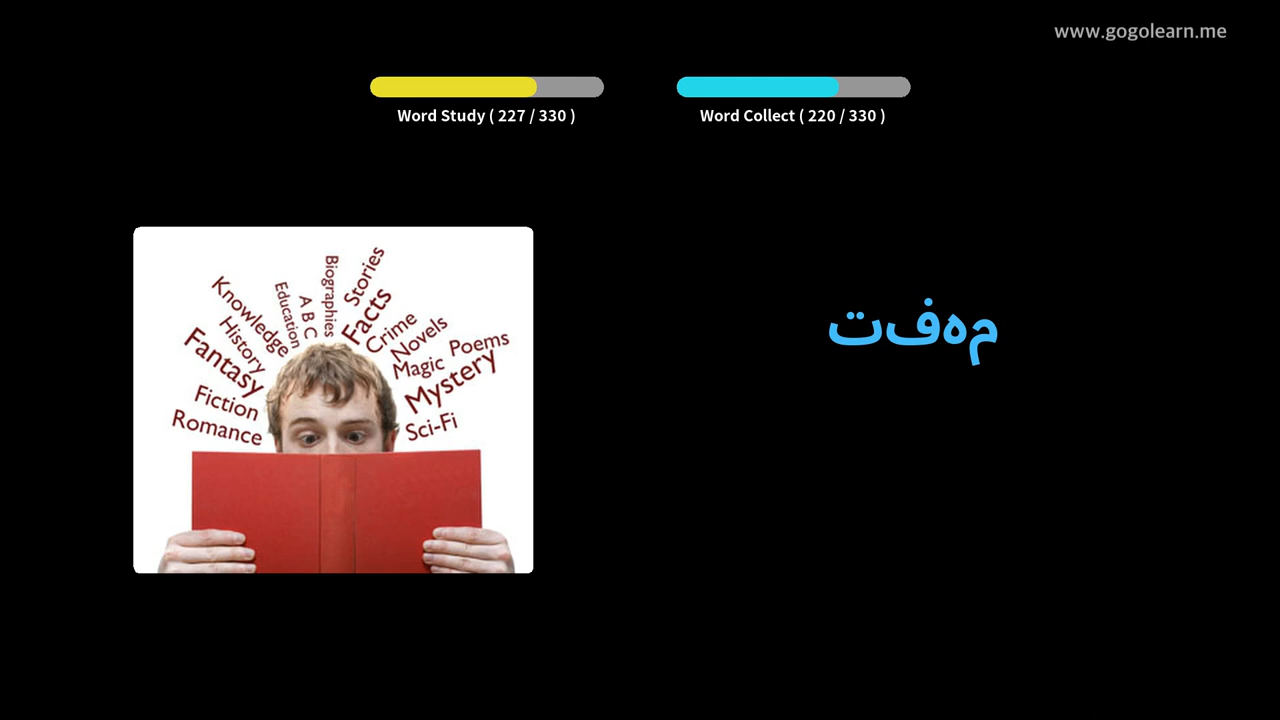 www.gogolearn.me
Word Study ( 227 / 330 )
Word Collect ( 220 / 330 )
Knowledge
History
Fantasy
Fiction
Romance
Education
A B C
Biographies
Stories
Facts
Crime
Novels
Magic
Poems
Mystery
Sci-Fi
مهفت